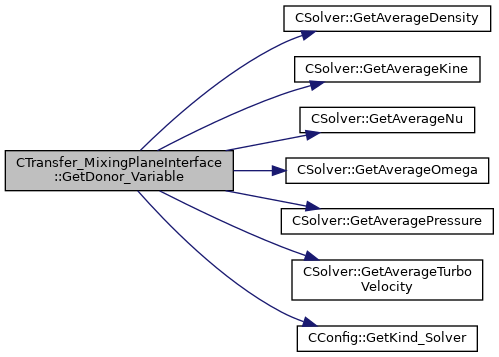 CTransfer_MixingPlaneInterface
::GetDonor_Variable
CSolver::GetAverageDensity
CSolver::GetAverageKine
CSolver::GetAverageNu
CSolver::GetAverageOmega
CSolver::GetAveragePressure
CSolver::GetAverageTurbo
Velocity
CConfig::GetKind_Solver